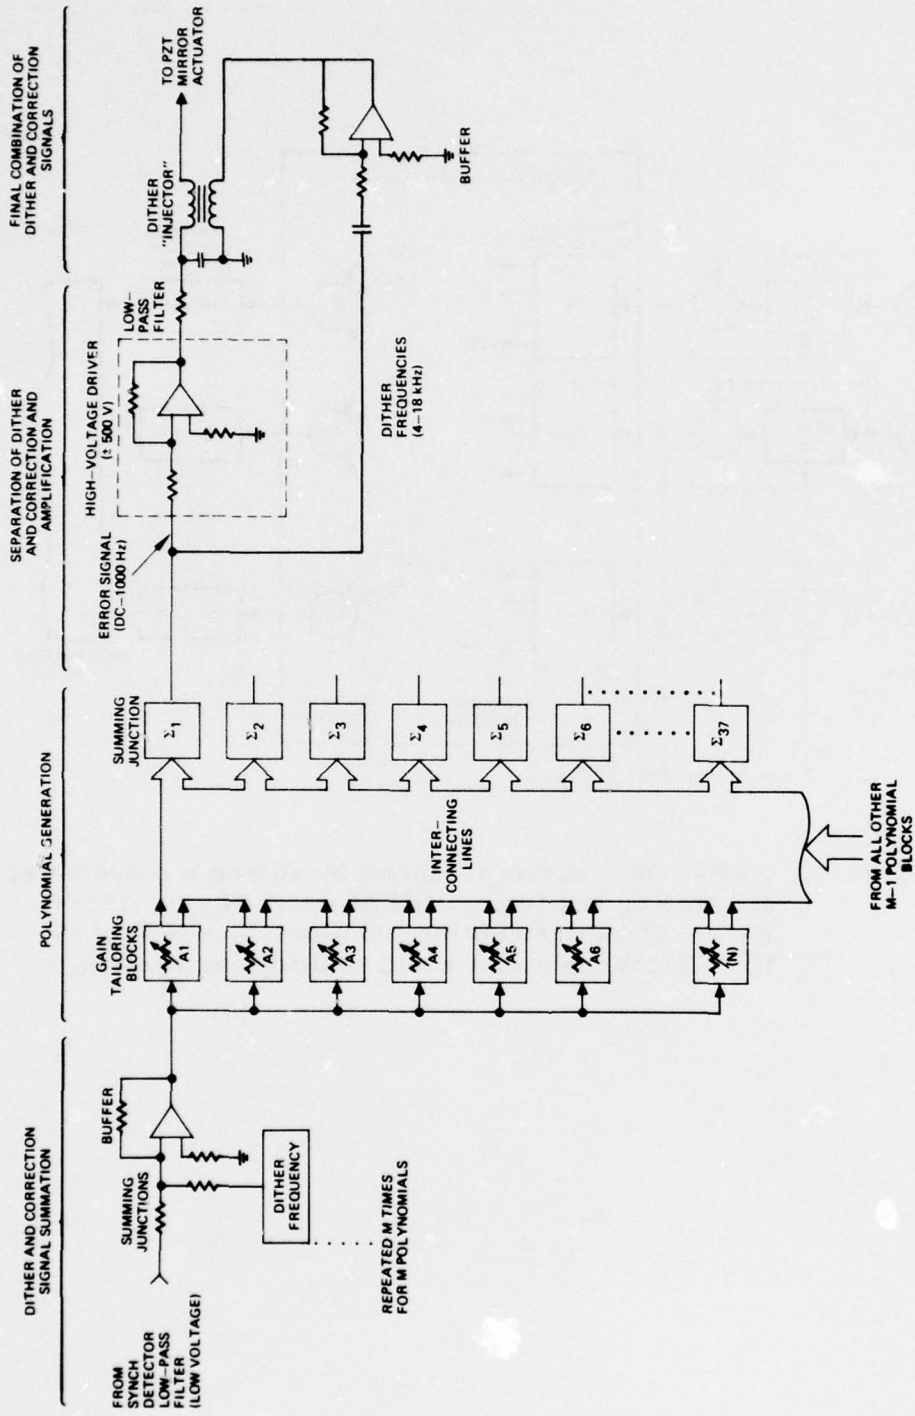 DITHER AND CORRECTION
SIGNAL SUMMATION
POLYNOMIAL GENERATION
SEPARATION OF DITHER
AND CORRECTION AND
AMPLIFICATION
FINAL COMBINATION OF
DITHER AND CORRECTION
SIGNALS
FROM
SYNCH
DETECTOR
LOW-PASS
FILTER
(LOW VOLTAGE)
SUMMING
JUNCTIONS
BUFFER
DITHER
FREQUENCY
REPEATED M TIMES
FOR M POLYNOMIALS
GAIN
TAILORING
BLOCKS
A1
A2
A3
A4
A5
A6
(N)
INTER-
CONNECTING
LINES
FROM ALL OTHER
M-1 POLYNOMIAL
BLOCKS
SUMMING
JUNCTION
Σ1
Σ2
Σ3
Σ4
Σ5
Σ6
Σ37
ERROR SIGNAL
(DC-1000 Hz)
HIGH-VOLTAGE DRIVER
(± 500 V)
LOW-
PASS
FILTER
DITHER
FREQUENCIES
(4-18 kHz)
DITHER
"INJECTOR"
TO PZT
MIRROR
ACTUATOR
BUFFER